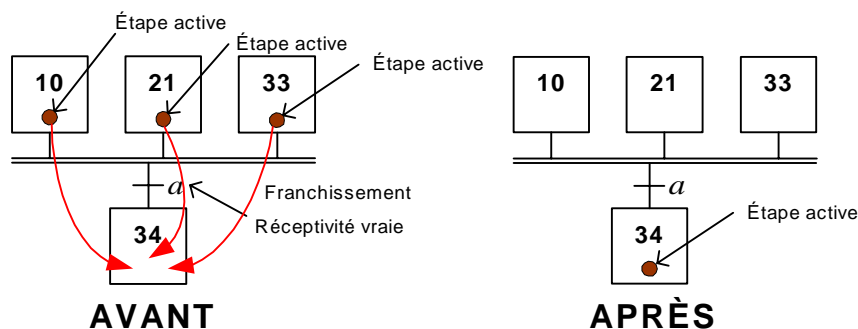 Étape active
Étape active
Étape active
10
21
33
a
Franchissement
Réceptivité vraie
34
AVANT
10
21
33
a
34
Étape active
APRÈS